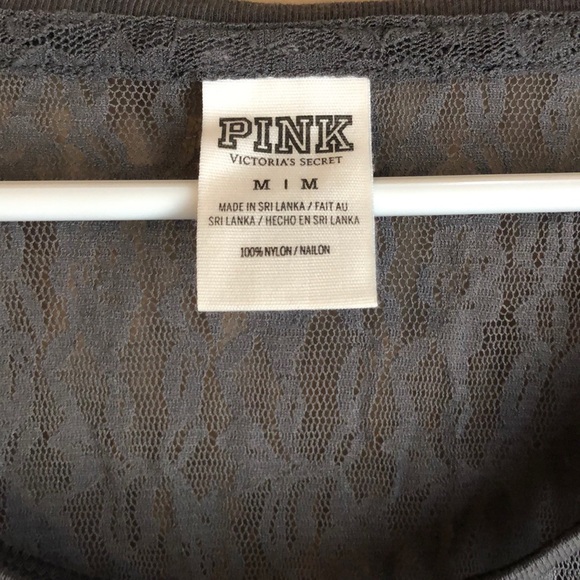 PINK
VICTORIA'S SECRET
M | M
MADE IN SRI LANKA / FAIT AU
SRI LANKA / HECHO EN SRI LANKA
100% NYLON / NAILON